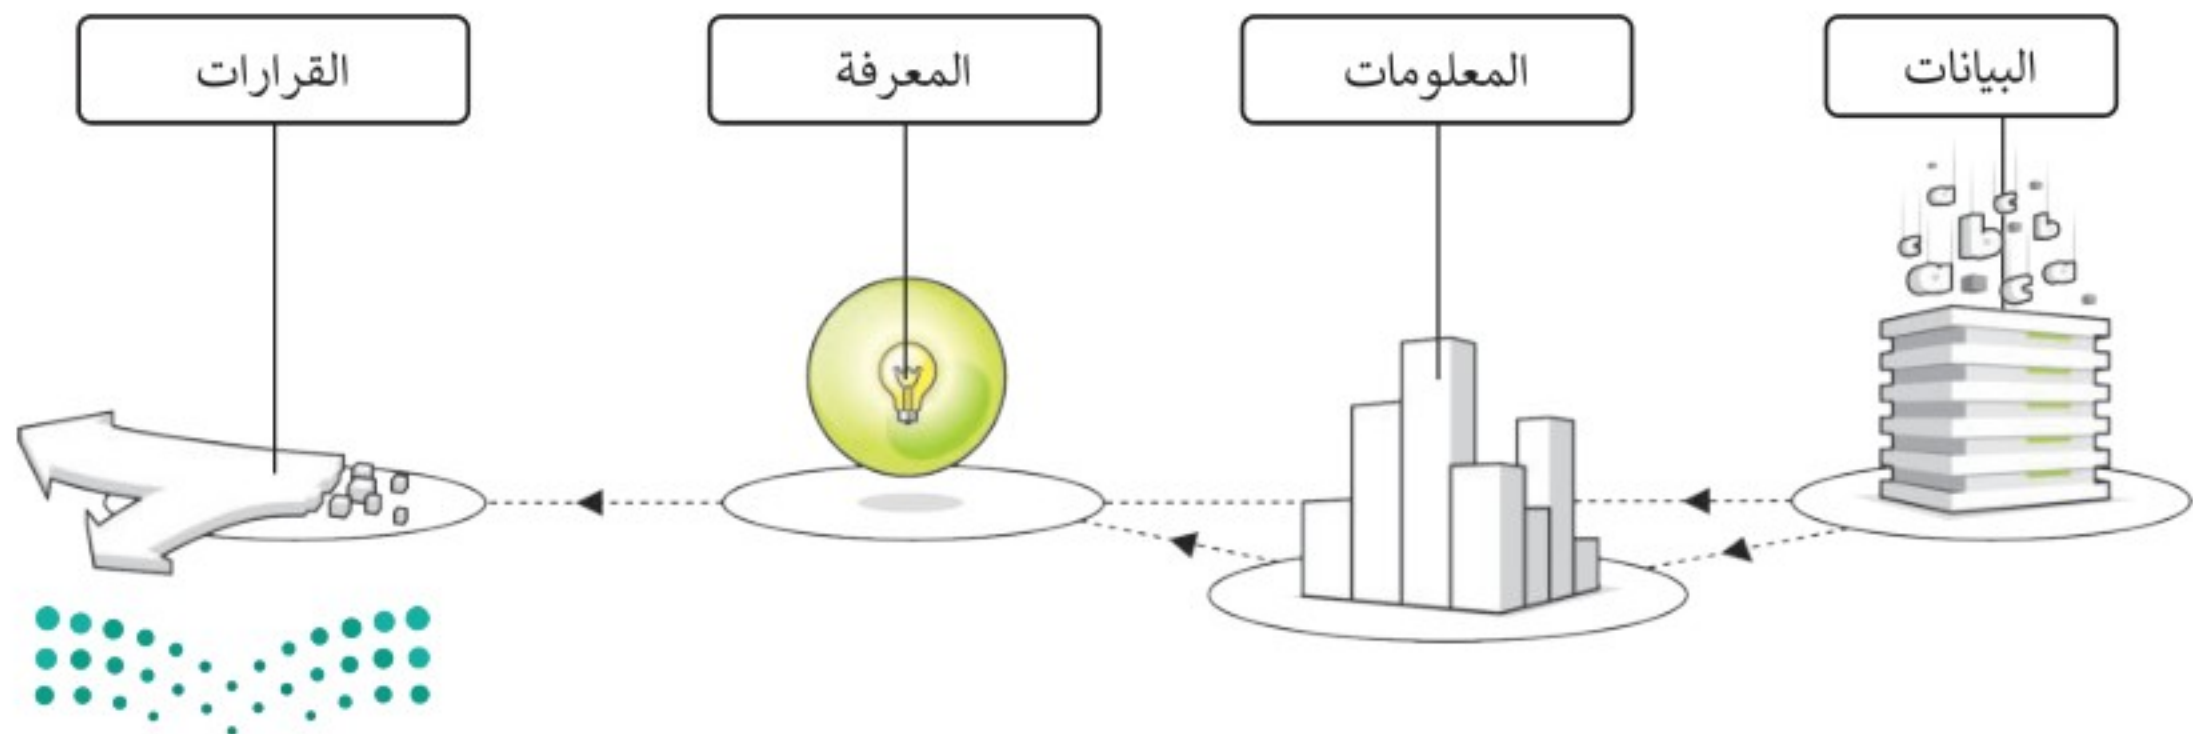 البيانات
المعلومات
المعرفة
القرارات